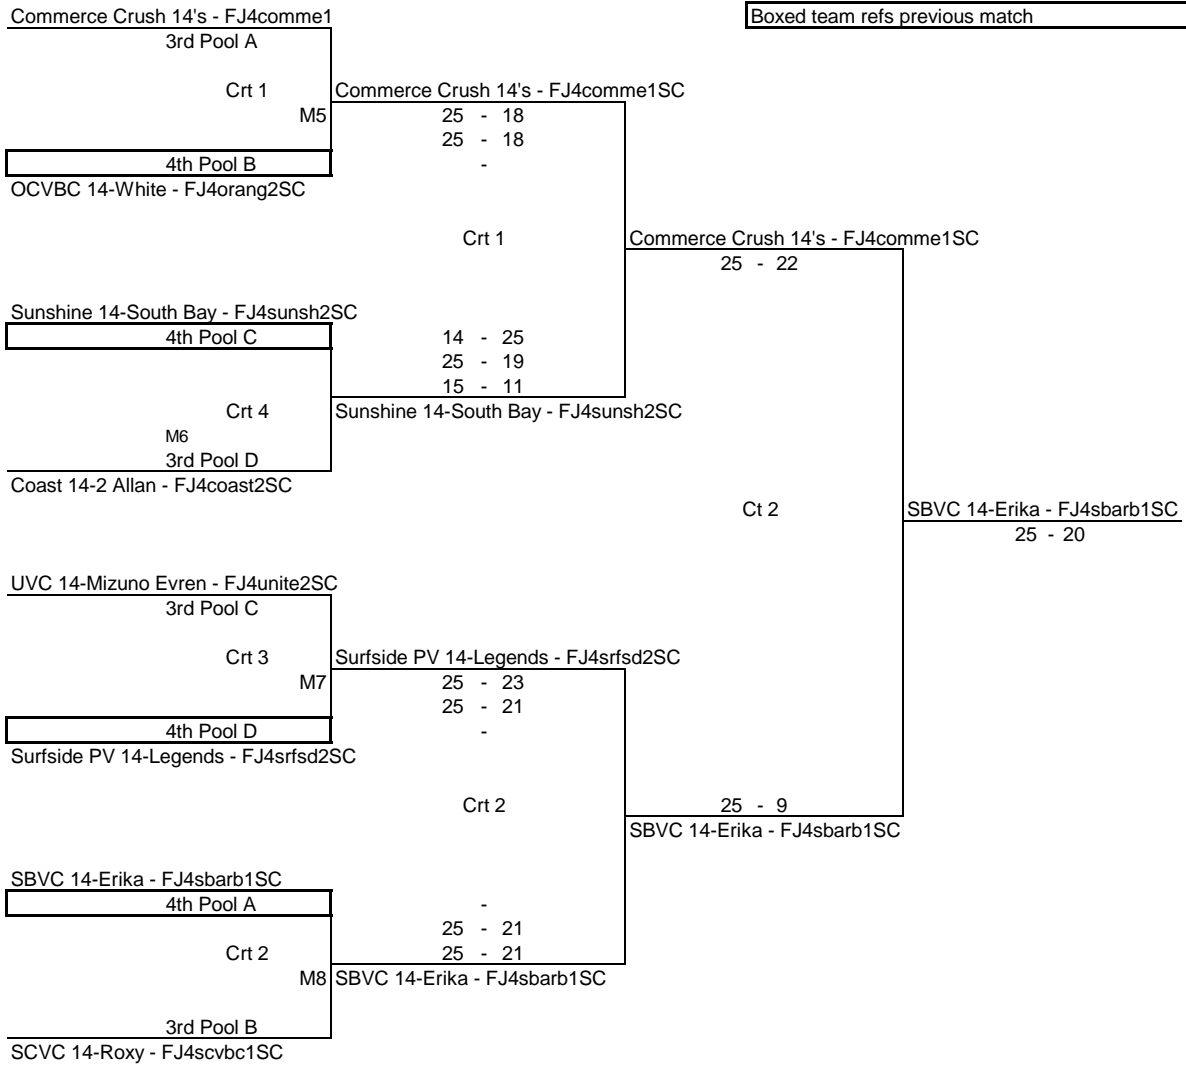 Commerce Crush 14's - FJ4comme1
Boxed team refs previous match
3rd Pool A
Crt 1
Commerce Crush 14's - FJ4comme1SC
M5
25 - 18
25 - 18
4th Pool B
-
OCVBC 14-White - FJ4orang2SC
Crt 1
Commerce Crush 14's - FJ4comme1SC
25 - 22
Sunshine 14-South Bay - FJ4sunsh2SC
4th Pool C
14 - 25
25 - 19
15 - 11
Crt 4
Sunshine 14-South Bay - FJ4sunsh2SC
M6
3rd Pool D
Coast 14-2 Allan - FJ4coast2SC
Ct 2
SBVC 14-Erika - FJ4sbarb1SC
25 - 20
UVC 14-Mizuno Evren - FJ4unite2SC
3rd Pool C
Crt 3
Surfside PV 14-Legends - FJ4srfsd2SC
M7
25 - 23
25 - 21
4th Pool D
-
Surfside PV 14-Legends - FJ4srfsd2SC
Crt 2
25 - 9
SBVC 14-Erika - FJ4sbarb1SC
SBVC 14-Erika - FJ4sbarb1SC
4th Pool A
-
25 - 21
Crt 2
25 - 21
M8
SBVC 14-Erika - FJ4sbarb1SC
3rd Pool B
SCVC 14-Roxy - FJ4scvbc1SC